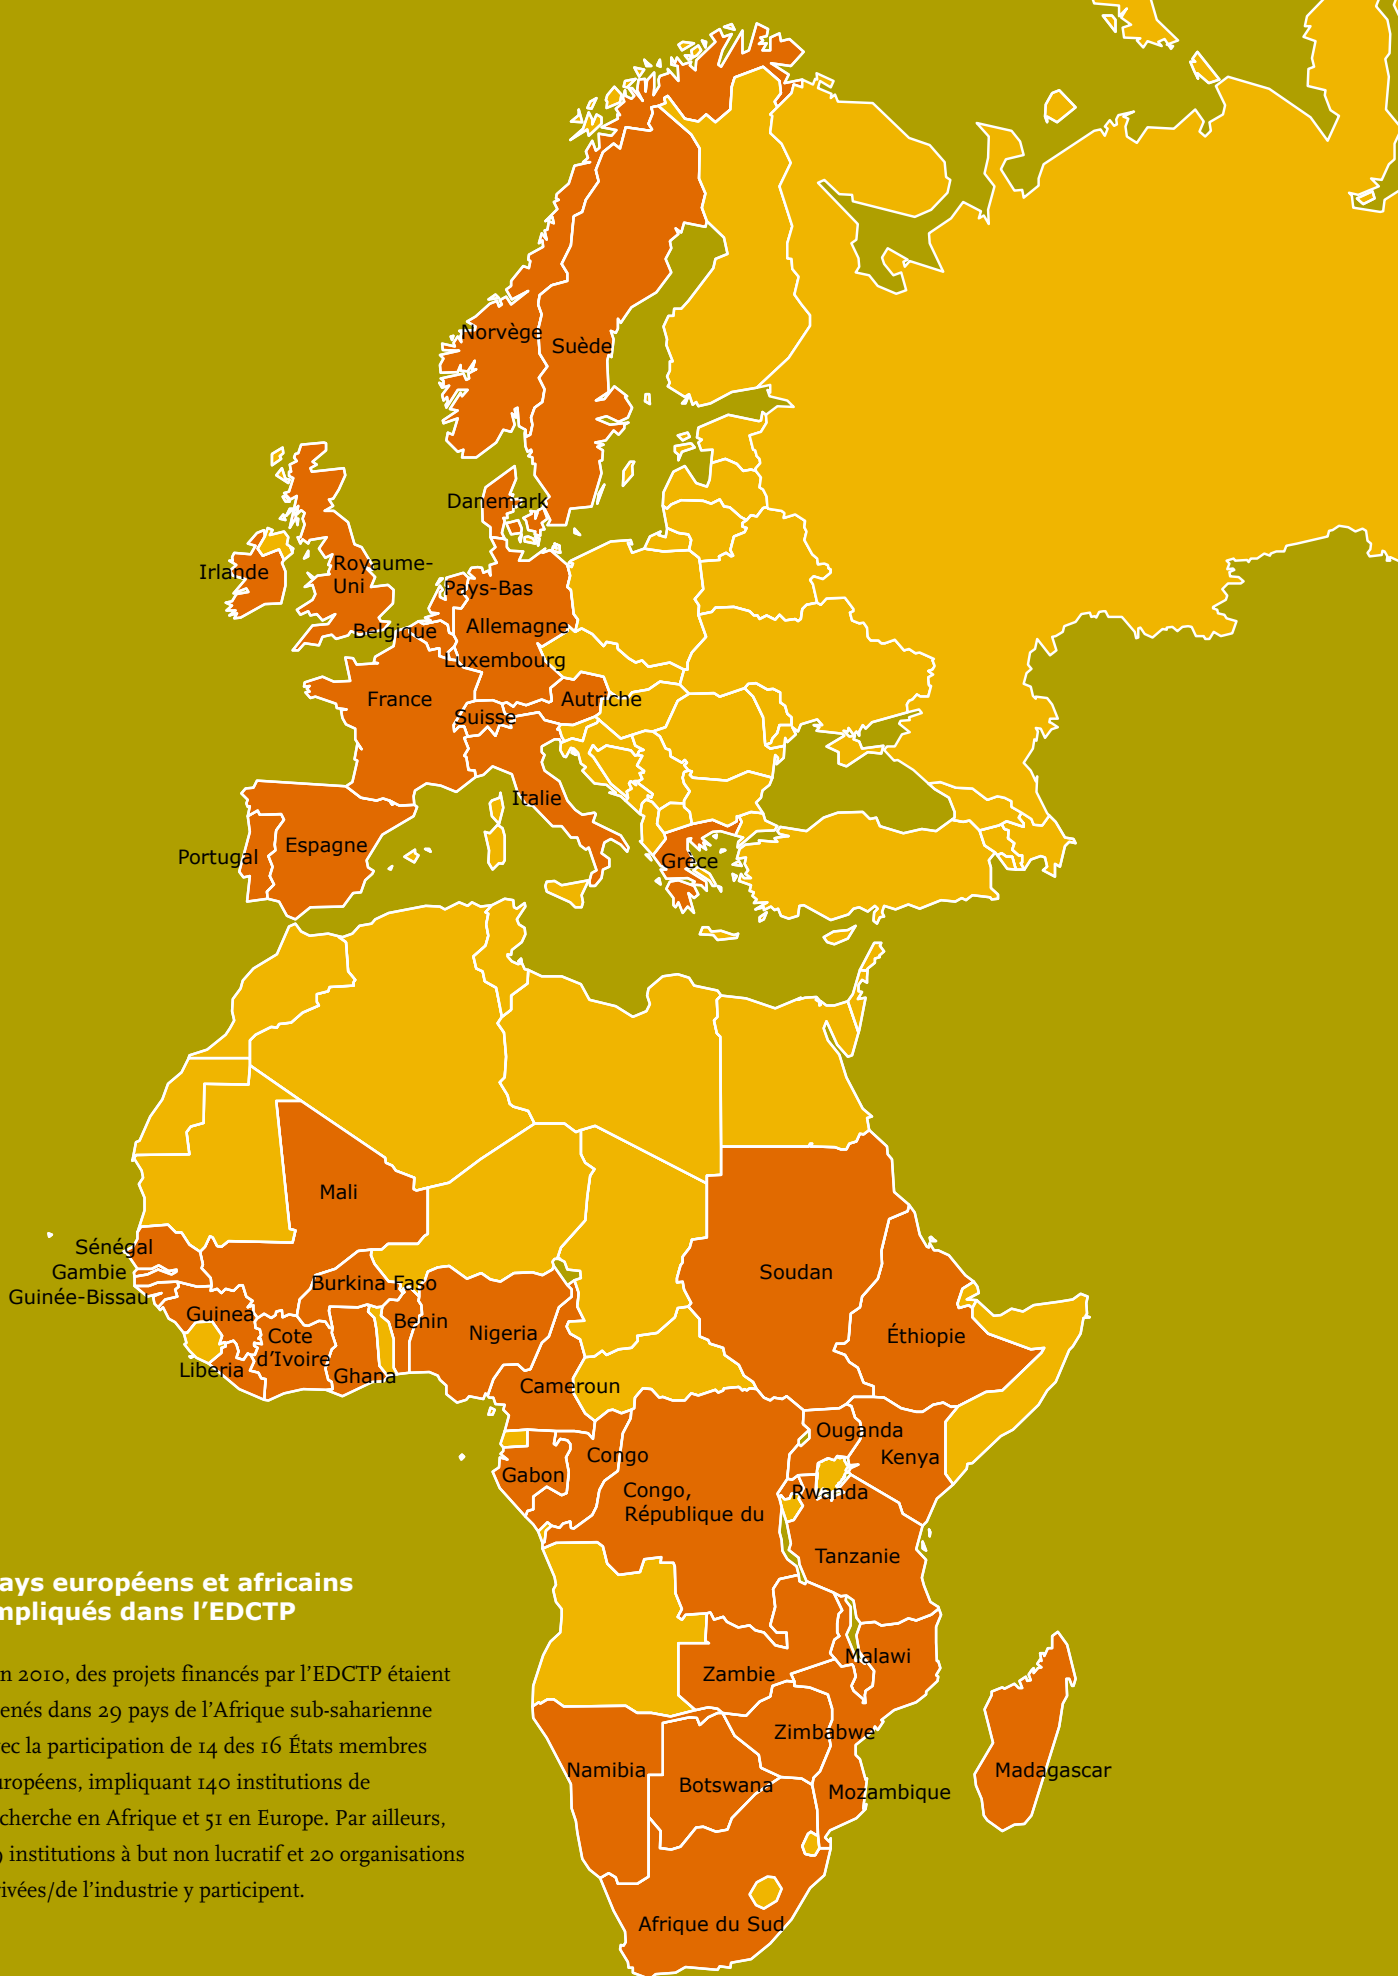 Norvège
Suède
Danemark
Irlande
Royaume-
Uni
Pays-Bas
Belgique
Allemagne
Luxembourg
France
Autriche
Suisse
Italie
Espagne
Portugal
Grèce
Mali
Sénégal
Gambie
Guinée-Bissau
Soudan
Burkina Faso
Guinea
Benin
Nigeria
Cote
d'Ivoire
Éthiopie
Liberia
Ghana
Cameroun
Ouganda
Congo
Kenya
Gabon
Congo,
République du
Rwanda
Tanzanie
Malawi
Zambie
Zimbabwe
Namibia
Botswana
Mozambique
Madagascar
Afrique du Sud
ays européens et africains
mpliqués dans l'EDCTP
n 2010, des projets financés par l'EDCTP étaient
enés dans 29 pays de l'Afrique sub-saharienne
ec la participation de 14 des 16 États membres
uropéens, impliquant 140 institutions de
cherche en Afrique et 51 en Europe. Par ailleurs,
institutions à but non lucratif et 20 organisations
ivées/de l'industrie y participent.